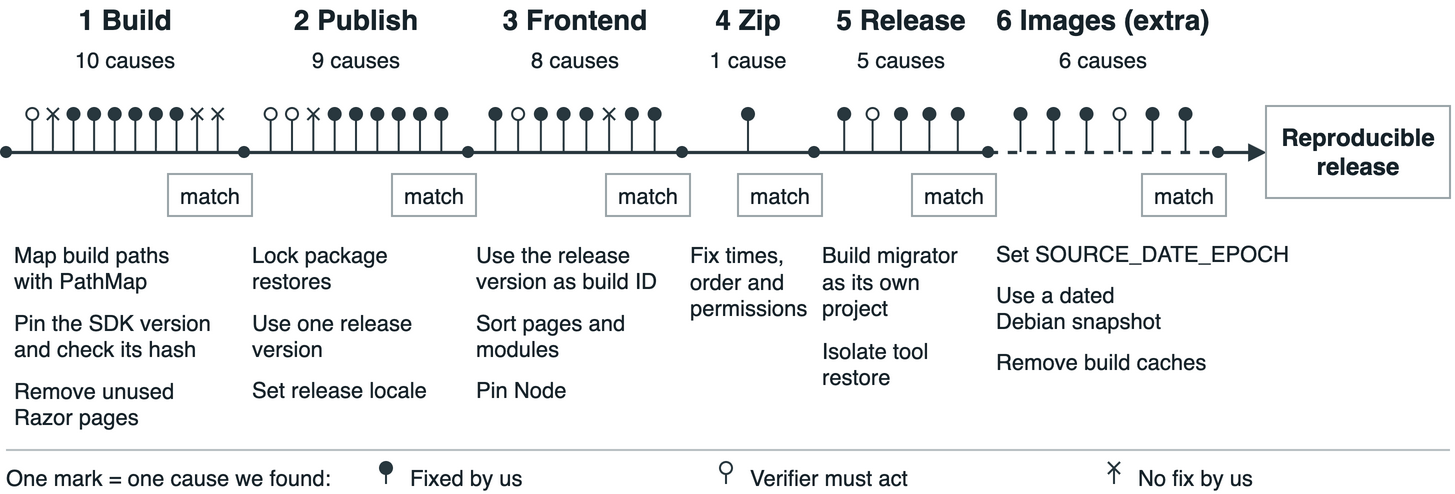 1 Build
10 causes
2 Publish
9 causes
3 Frontend
8 causes
4 Zip
1 cause
5 Release
5 causes
6 Images (extra)
6 causes
Reproducible
release
match
match
match
match
match
match
Map build paths
with PathMap
Pin the SDK version
and check its hash
Remove unused
Razor pages
Lock package
restores
Use one release
version
Set release locale
Use the release
version as build ID
Sort pages and
modules
Pin Node
Fix times,
order and
permissions
Build migrator
as its own
project
Isolate tool
restore
Set SOURCE_DATE_EPOCH
Use a dated
Debian snapshot
Remove build caches
One mark = one cause we found:
Fixed by us
Verifier must act
No fix by us